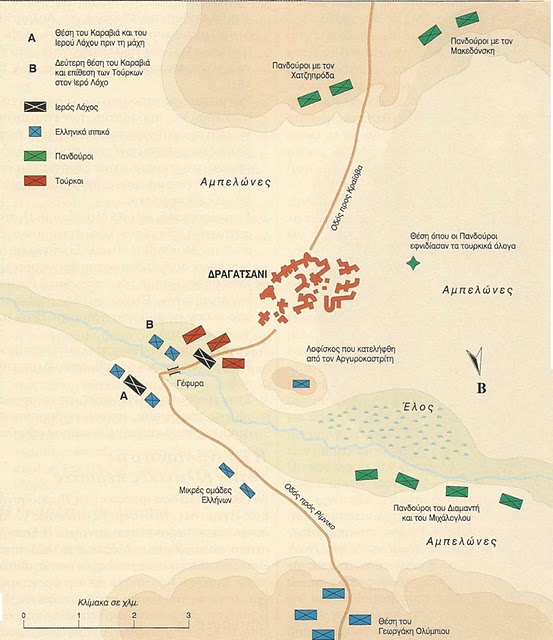 Α
Θέση του Καραβιά και του
Ιερού Λόχου πριν τη μάχη
Β
Δεύτερη θέση του Καραβιά
και επίθεση των Τούρκων
στον Ιερό Λόχο
Ιερός Λόχος
Ελληνικό ιππικό
Πανδούροι
Τούρκοι
Πανδούροι με τον
Μακεδόνσκη
Πανδούροι με τον
Χατζηπρόδα
Αμπελώνες
Οδός προς Κραϊόβα
Θέση όπου οι Πανδούροι
εφνιδίασαν τα τουρκικά άλογα
ΔΡΑΓΑΤΣΑΝΙ
Αμπελώνες
Β
Λοφίσκος που κατελήφθη
από τον Αργυροκαστρίτη
Γέφυρα
Α
Β
Έλος
Μικρές ομάδες
Ελλήνων
Οδός πρός Ρίμνικο
Πανδούροι του Διαμαντή
και του Μιχάλογλου
Αμπελώνες
Κλίμακα σε χλμ.
0 1 2 3
Θέση του
Γεωργάκη Ολύμπιου